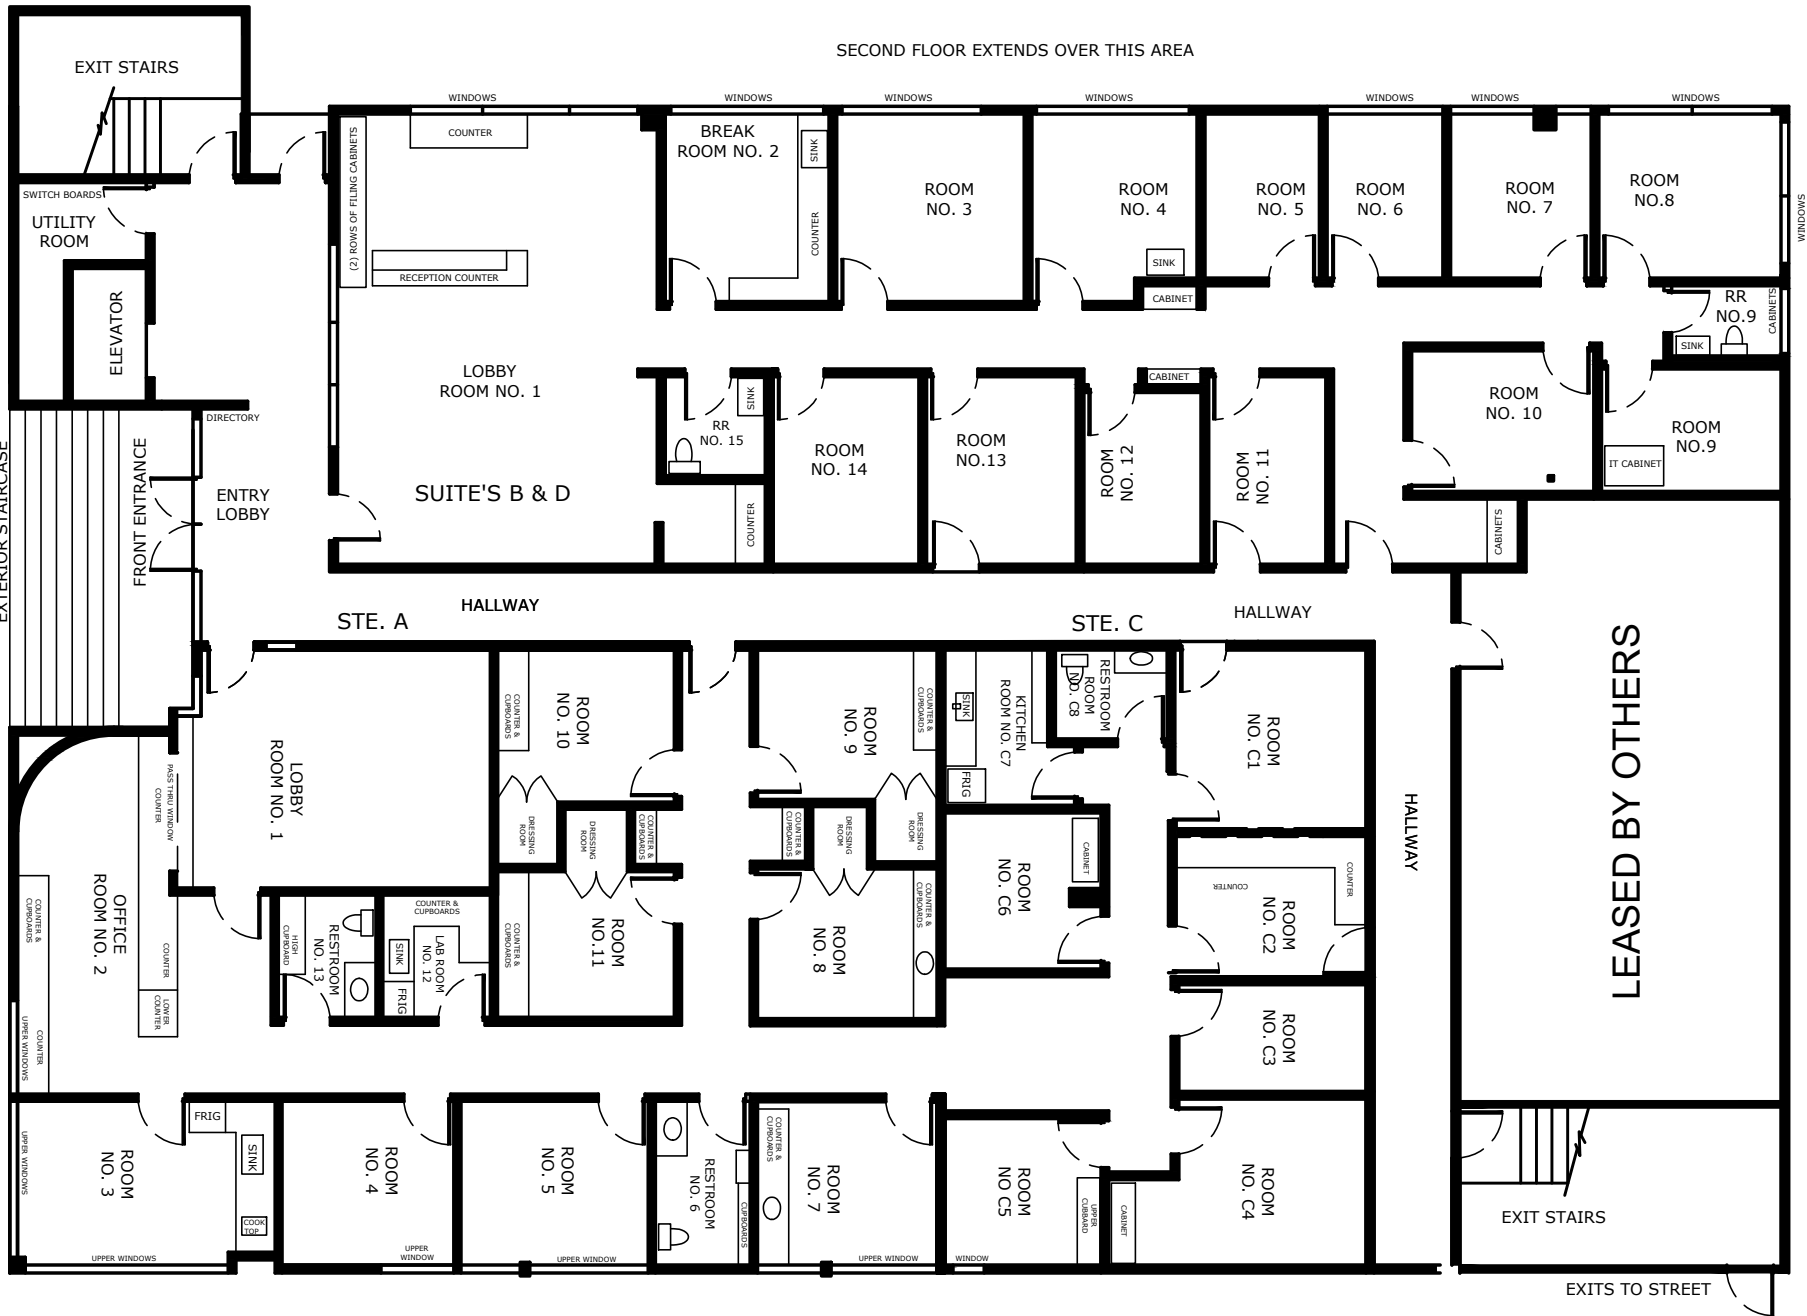 SECOND FLOOR EXTENDS OVER THIS AREA
EXIT STAIRS
WINDOWS
WINDOWS
WINDOWS
WINDOWS
WINDOWS
WINDOWS
WINDOWS
WINDOWS
(2) ROWS OF FILING CABINETS
COUNTER
BREAK
ROOM NO. 2
SINK
COUNTER
ROOM
NO. 3
ROOM
NO. 4
SINK
CABINET
ROOM
NO. 5
ROOM
NO. 6
ROOM
NO. 7
ROOM
NO.8
SWITCH BOARDS
UTILITY
ROOM
ELEVATOR
RECEPTION COUNTER
RR
NO.9
SINK
CABINETS
LOBBY
ROOM NO. 1
SUITE'S B & D
RR
NO. 15
SINK
COUNTER
ROOM
NO. 14
ROOM
NO.13
CABINET
ROOM
NO. 12
ROOM
NO. 11
ROOM
NO. 10
ROOM
NO.9
IT CABINET
CABINETS
DIRECTORY
EXTERIOR STAIRCASE
FRONT ENTRANCE
ENTRY
LOBBY
STE. A
HALLWAY
STE. C
HALLWAY
HALLWAY
LEASED BY OTHERS
LOBBY
ROOM NO. 1
PASS THRU WINDOW
COUNTER
OFFICE
ROOM NO. 2
COUNTER &
CUPBOARDS
COUNTER
LOWER
COUNTER
COUNTER
UPPER WINDOWS
COUNTER &
CUPBOARDS
ROOM
NO. 10
DRESSING
ROOM
DRESSING
ROOM
COUNTER &
CUPBOARDS
COUNTER &
CUPBOARDS
ROOM
NO.11
HIGH
CUPBOARD
RESTROOM
NO. 13
COUNTER &
CUPBOARDS
SINK
LAB ROOM
NO. 12
FRIG
ROOM
NO. 9
COUNTER &
CUPBOARDS
COUNTER &
CUPBOARDS
DRESSING
ROOM
DRESSING
ROOM
ROOM
NO. 8
COUNTER &
CUPBOARDS
SINK
KITCHEN
ROOM NO. C7
FRIG
RESTROOM
ROOM
NO. C8
ROOM
NO. C1
ROOM
NO. C6
CABINET
COUNTER
COUNTER
ROOM
NO. C2
ROOM
NO. C3
ROOM
NO. C4
CABINET
ROOM
NO C5
UPPER
CUBBARD
WINDOW
UPPER WINDOWS
ROOM
NO. 3
FRIG
SINK
COOK
TOP
UPPER WINDOWS
ROOM
NO. 4
UPPER
WINDOW
ROOM
NO. 5
UPPER WINDOW
RESTROOM
NO. 6
CUPBOARDS
COUNTER &
CUPBOARDS
ROOM
NO. 7
UPPER WINDOW
EXIT STAIRS
EXITS TO STREET